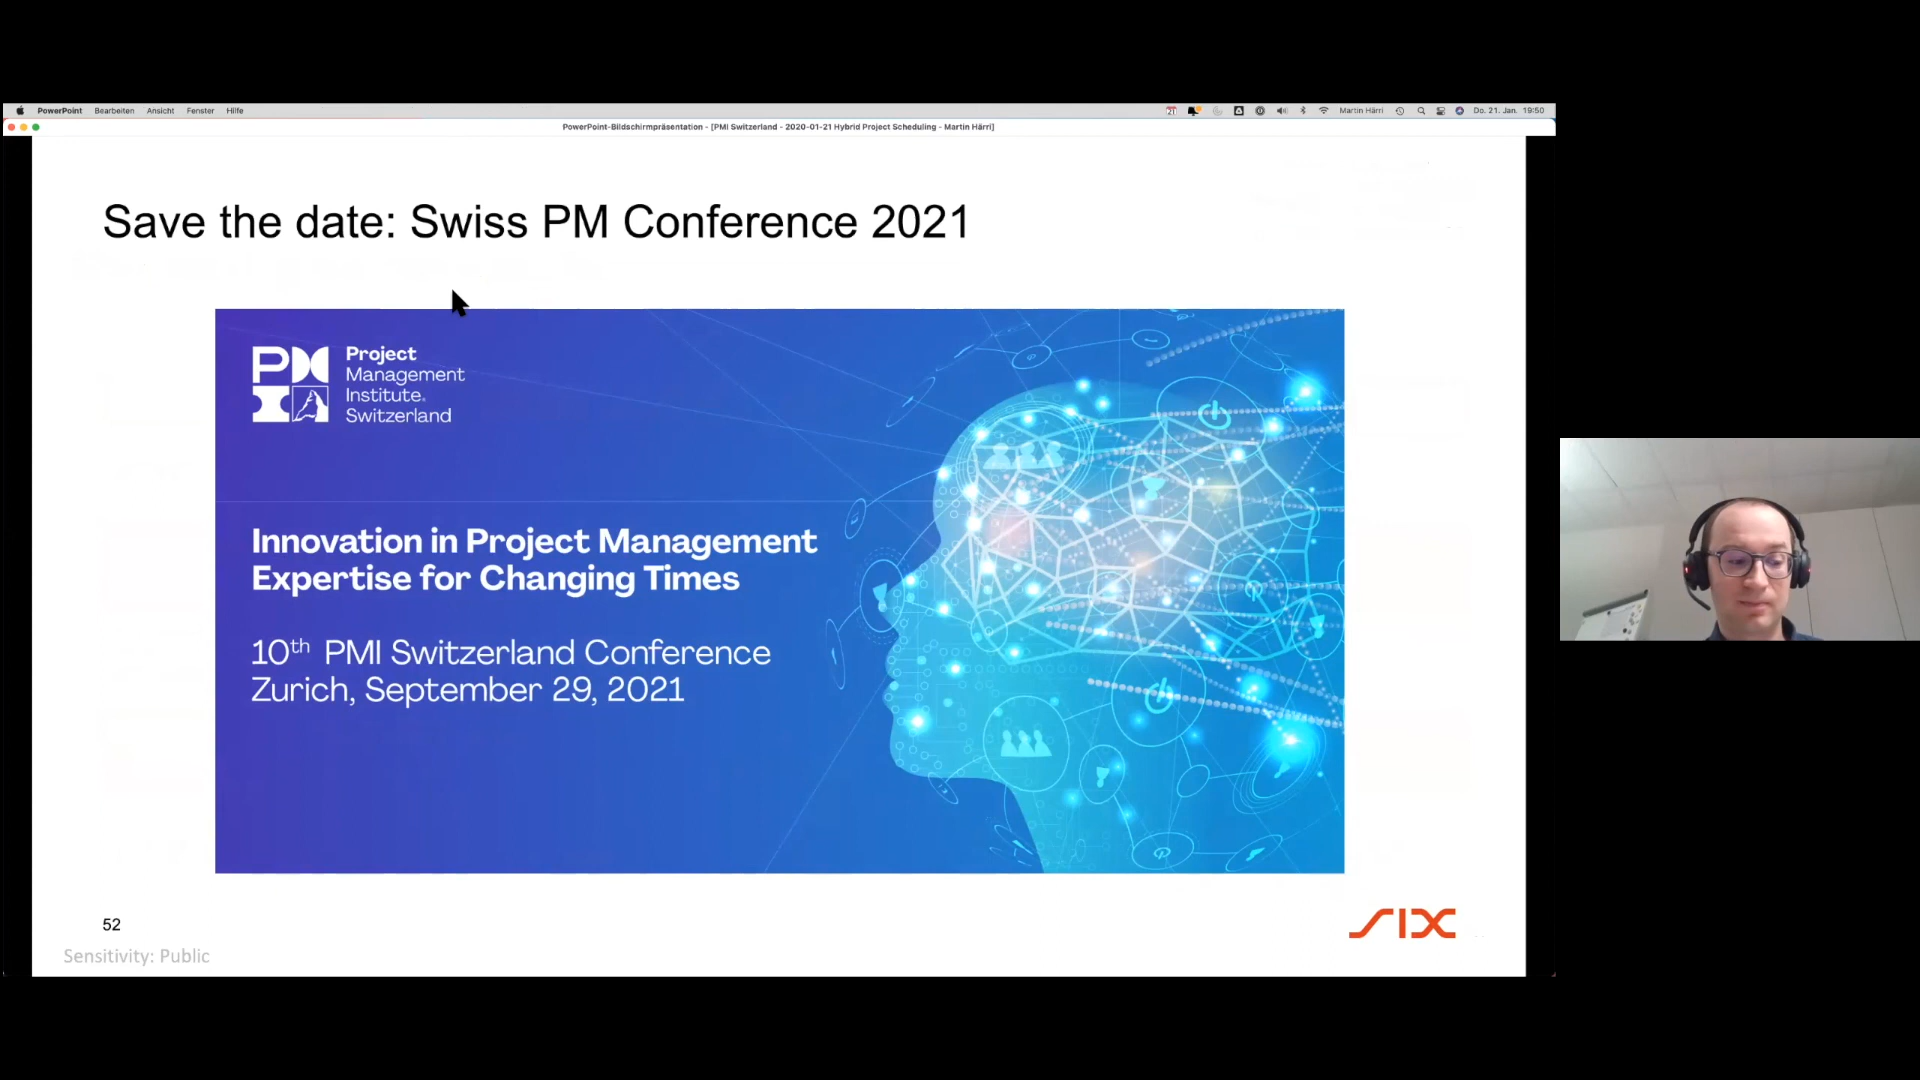 PowerPoint Bearbeiten Ansicht Fenster Hilfe
Martin Härri Do. 21. Jan. 19:50
PowerPoint-Bildschirmpräsentation - [PMI Switzerland - 2020-01-21 Hybrid Project Scheduling - Martin Härri]
Save the date: Swiss PM Conference 2021
Project
Management
Institute.
Switzerland
Innovation in Project Management
Expertise for Changing Times
10th PMI Switzerland Conference
Zurich, September 29, 2021
52
SIX
Sensitivity: Public